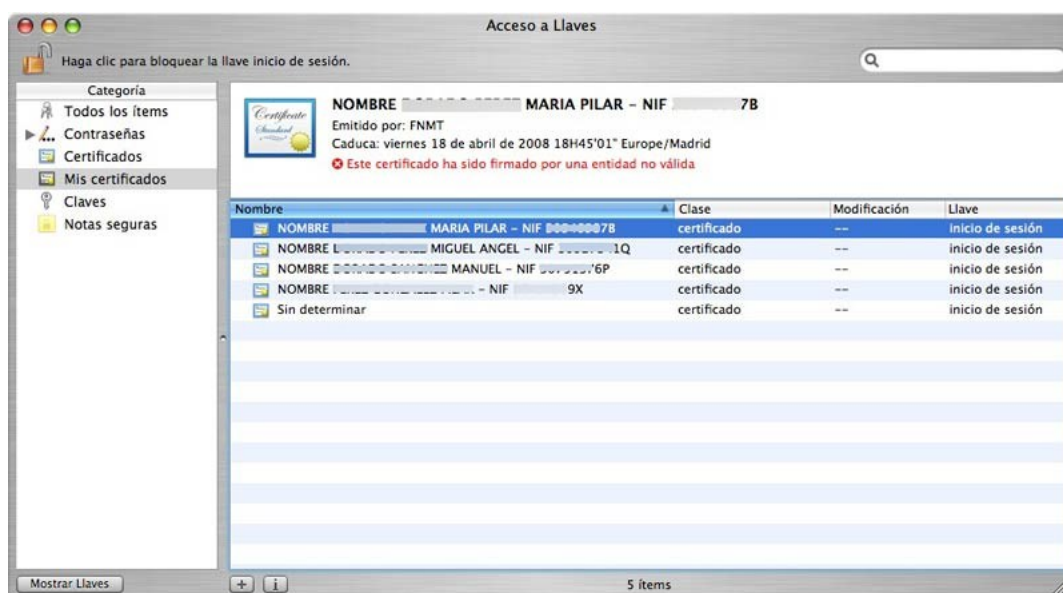 Acceso a Llaves
Haga clic para bloquear la llave inicio de sesión.
Categoría
Todos los ítems
Contraseñas
Certificados
Mis certificados
Claves
Notas seguras
Certificate
Standard
NOMBRE MARIA PILAR - NIF 7B
Emitido por: FNMT
Caduca: viernes 18 de abril de 2008 18H45'01" Europe/Madrid
Este certificado ha sido firmado por una entidad no válida
Nombre Clase Modificación Llave
NOMBRE MARIA PILAR - NIF certificado -- inicio de sesión
NOMBRE MIGUEL ANGEL - NIF 1Q certificado -- inicio de sesión
NOMBRE MANUEL - NIF 6P certificado -- inicio de sesión
NOMBRE - NIF 9X certificado -- inicio de sesión
Sin determinar certificado -- inicio de sesión
Mostrar Llaves
5 ítems